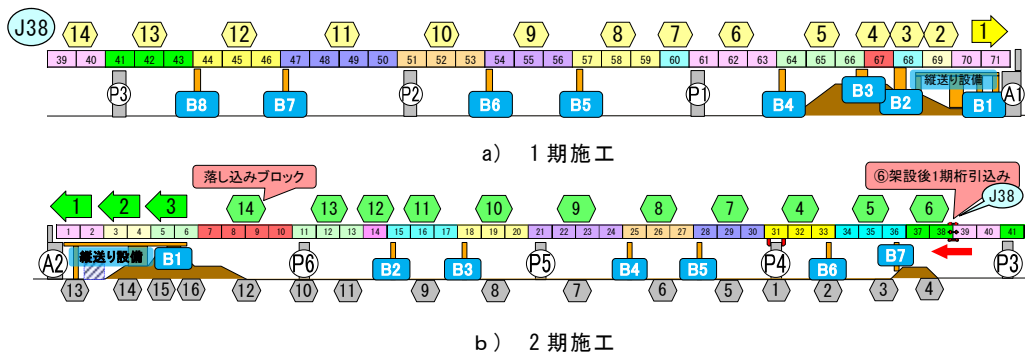 J38
14 13 12 11 10 9 8 7 6 5 4 3 2 1
39 40 41 42 43 44 45 46 47 48 49 50 51 52 53 54 55 56 57 58 59 60 61 62 63 64 65 66 67 68 69 70 71
縦送り設備
P3 B8 B7 P2 B6 B5 P1 B4 B3 B2 B1 A1
a) 1期施工
落し込みブロック
⑥架設後1期桁引込み
J38
1 2 3 14 13 12 11 10 9 8 7 4 5 6
1 2 3 4 5 6 7 8 9 10 11 12 13 14 15 16 17 18 19 20 21 22 23 24 25 26 27 28 29 30 31 32 33 34 35 36 37 38 39 40 41
縦送り設備
A2 B1 P6 B2 B3 P5 B4 B5 P4 B6 B7 P3
13 14 15 16 12 10 11 9 8 7 6 5 1 2 3 4
b) 2期施工